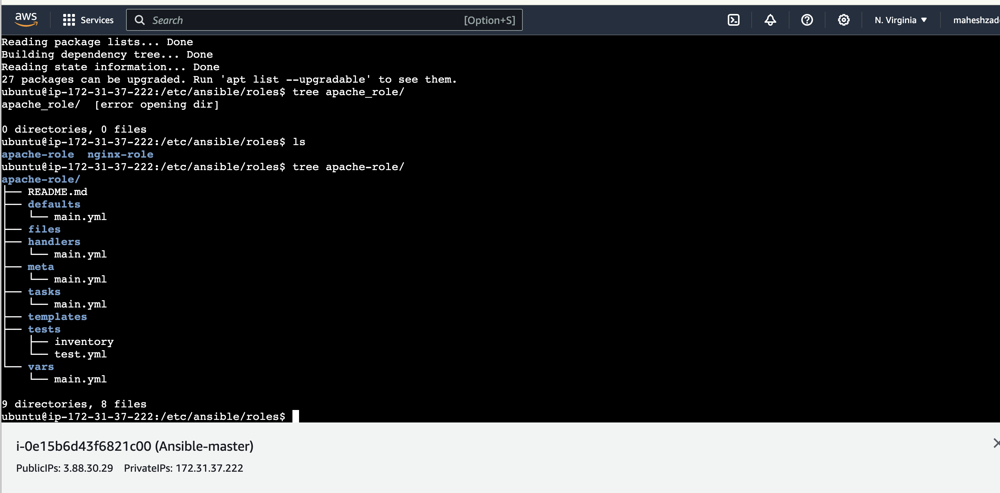 aws Services Search [Option+S] N. Virginia maheshzad
Reading package lists... Done
Building dependency tree... Done
Reading state information... Done
27 packages can be upgraded. Run 'apt list --upgradable' to see them.
ubuntu@ip-172-31-37-222:/etc/ansible/roles$ tree apache_role/
apache_role/  [error opening dir]
0 directories, 0 files
ubuntu@ip-172-31-37-222:/etc/ansible/roles$ ls
apache-role  nginx-role
ubuntu@ip-172-31-37-222:/etc/ansible/roles$ tree apache-role/
apache-role/
├── README.md
├── defaults
│   └── main.yml
├── files
├── handlers
│   └── main.yml
├── meta
│   └── main.yml
├── tasks
│   └── main.yml
├── templates
├── tests
│   ├── inventory
│   └── test.yml
└── vars
    └── main.yml
9 directories, 8 files
ubuntu@ip-172-31-37-222:/etc/ansible/roles$
i-0e15b6d43f6821c00 (Ansible-master)
PublicIPs: 3.88.30.29 PrivateIPs: 172.31.37.222